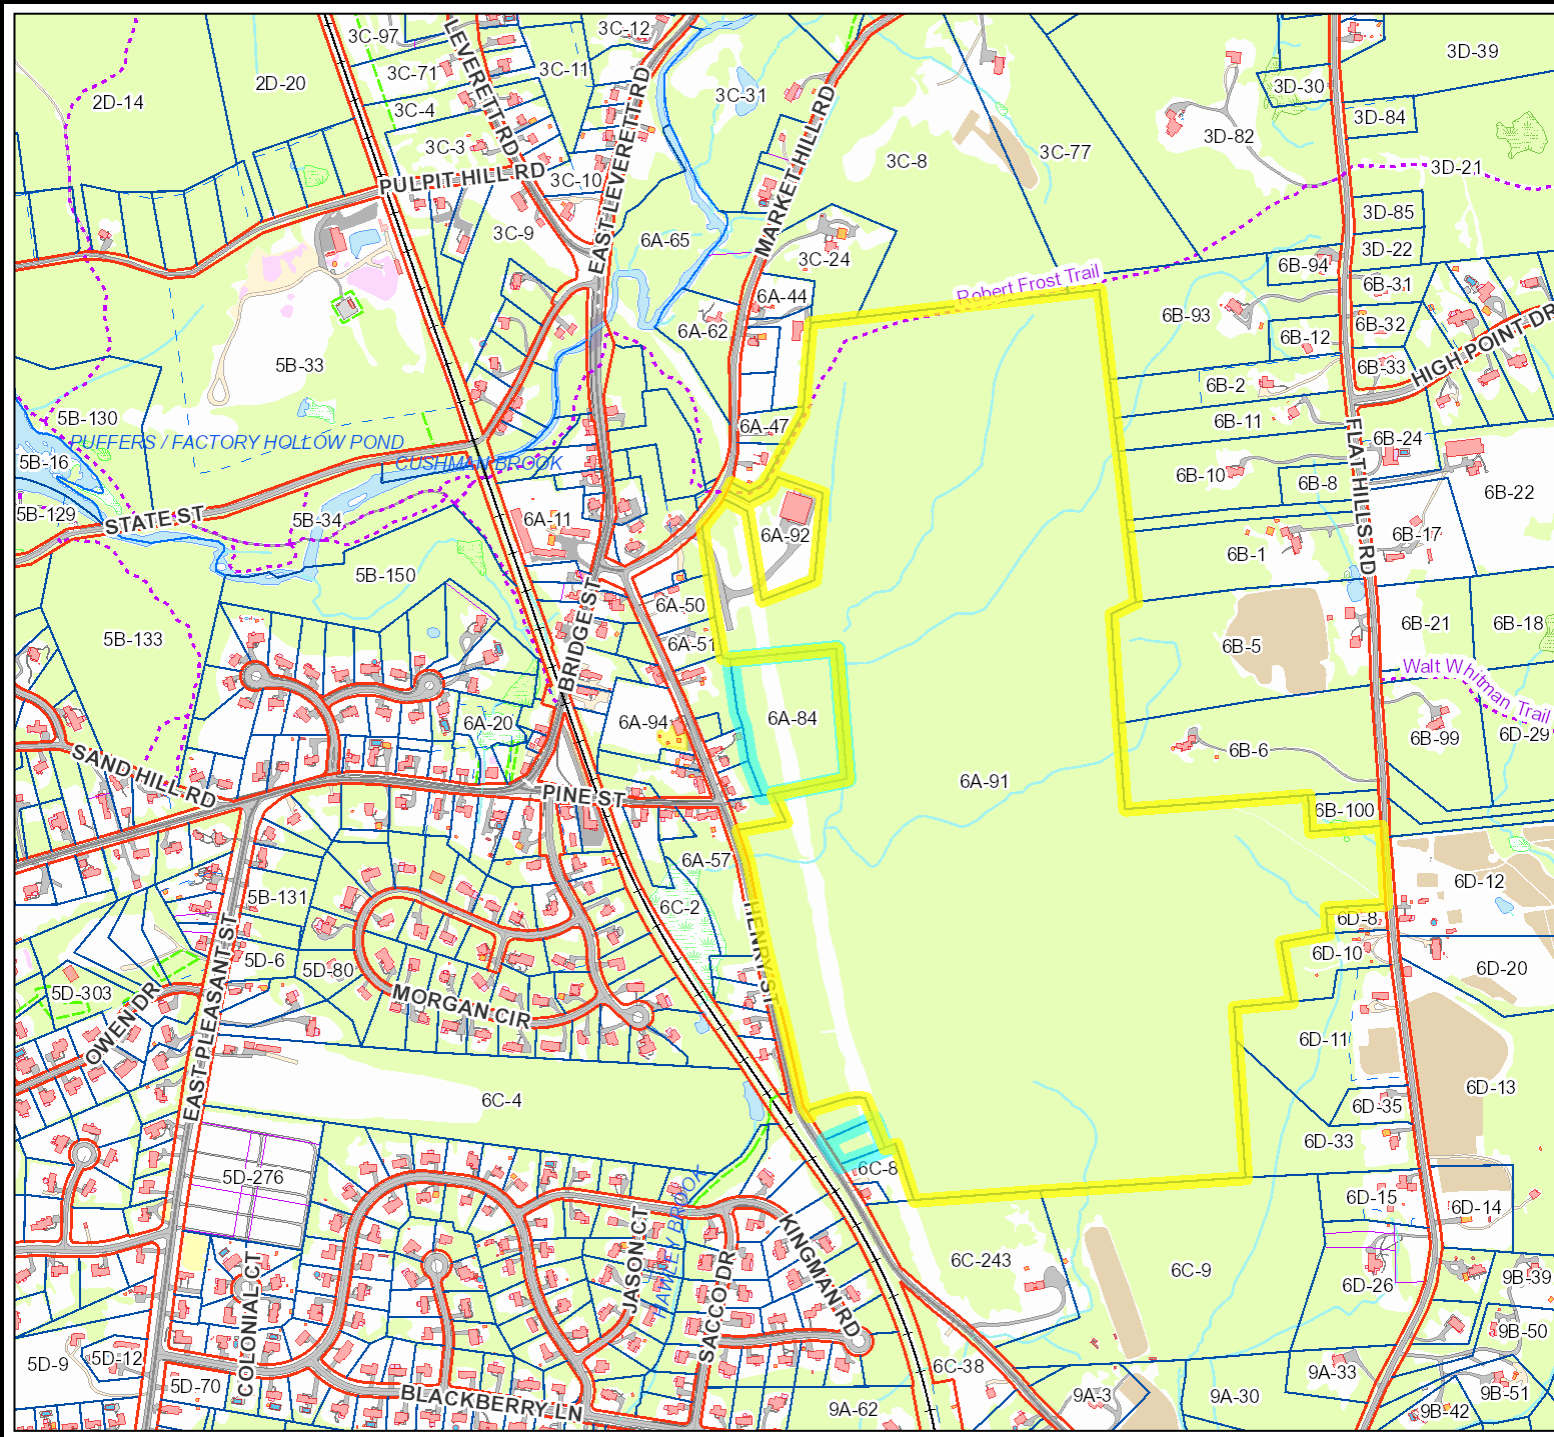 3C-97
LEVERETT RD
3C-12
2D-20
3C-71
3C-11
2D-14
3C-4
3C-31
3D-39
3D-30
3D-84
3C-3
PULPIT HILL RD
3C-10
EAST LEVERETT RD
MARKET HILL RD
3C-8
3C-77
3D-82
3D-21
3C-9
6A-65
3C-24
3D-85
3D-22
6B-94
Robert Frost Trail
6A-44
6B-31
6B-93
6B-32
6A-62
6B-12
5B-33
6B-33
HIGH POINT DR
6B-2
5B-130
6A-47
6B-11
PUFFERS / FACTORY HOLLOW POND
6B-24
CUSHMAN BROOK
5B-16
6B-10
6B-8
6B-22
5B-129
STATE ST
5B-34
6A-11
6A-92
FLAT HILLS RD
6B-17
6B-1
5B-150
BRIDGE ST
6A-50
6B-21
6B-18
5B-133
6A-51
6B-5
Walt Whitman Trail
6A-20
6A-94
6A-84
6B-99
6D-29
6B-6
SAND HILL RD
6A-91
PINE ST
6B-100
6A-57
6D-12
5B-131
6C-2
HENRY ST
6D-8
5D-6
5D-80
6D-10
6D-20
5D-303
MORGAN CIR
OWEN DR
EAST PLEASANT ST
6D-11
6C-4
6D-13
6D-35
6D-33
5D-276
6C-8
6D-15
6D-14
JASON CT
HAWLEY BROOK
KINGMAN RD
SACCO DR
COLONIAL CT
6C-243
6C-9
6D-26
9B-39
9B-50
5D-9
5D-12
6C-38
9A-33
5D-70
BLACKBERRY LN
9A-3
9A-30
9B-51
9A-62
9B-42